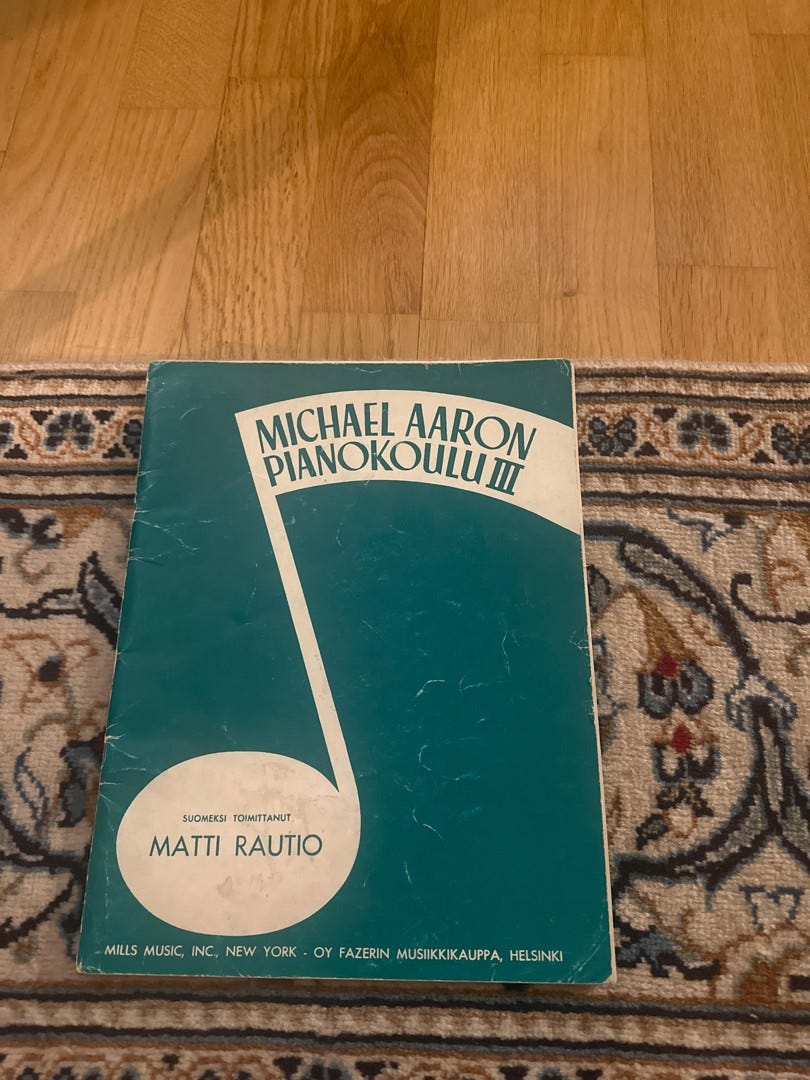 MICHAEL AARON
PIANOKOULU III
SUOMEKSI TOIMITTANUT
MATTI RAUTIO
MILLS MUSIC, INC., NEW YORK - OY FAZERIN MUSIIKKIKAUPPA, HELSINKI